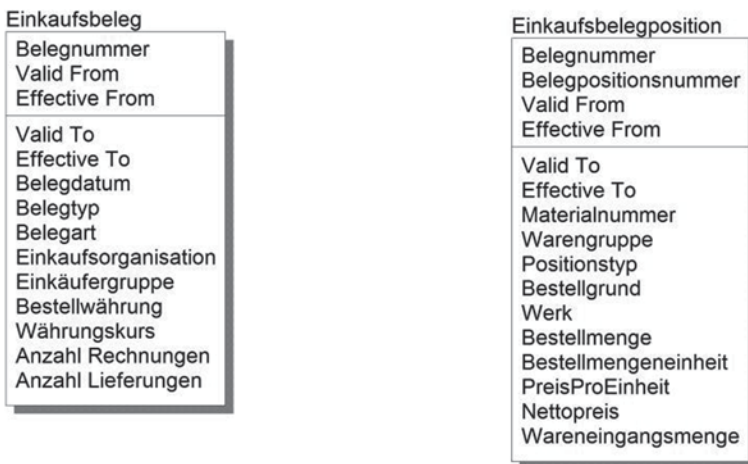 Einkaufsbeleg
Belegnummer
Valid From
Effective From
Valid To
Effective To
Belegdatum
Belegtyp
Belegart
Einkaufsorganisation
Einkäufergruppe
Bestellwährung
Währungskurs
Anzahl Rechnungen
Anzahl Lieferungen
Einkaufsbelegposition
Belegnummer
Belegpositionsnummer
Valid From
Effective From
Valid To
Effective To
Materialnummer
Warengruppe
Positionstyp
Bestellgrund
Werk
Bestellmenge
Bestellmengeneinheit
PreisProEinheit
Nettopreis
Wareneingangsmenge